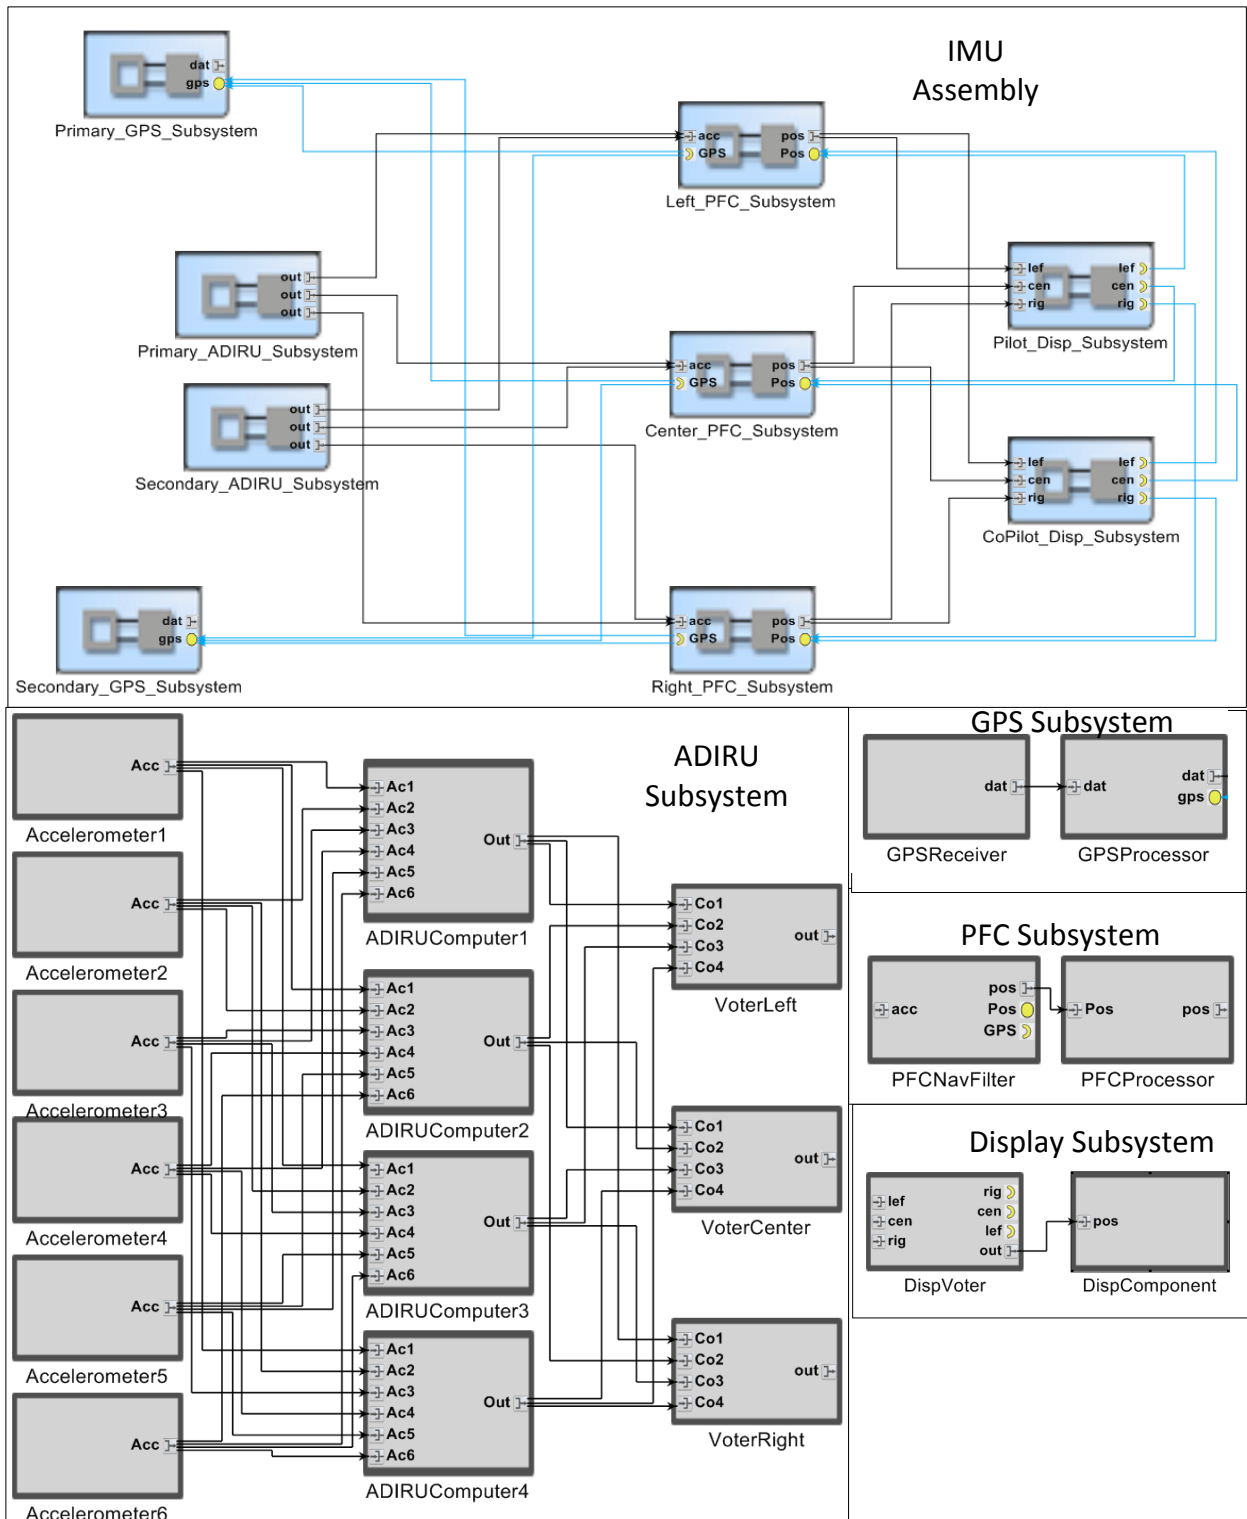 IMU
Assembly
dat
gps
Primary_GPS_Subsystem
acc pos
GPS Pos
Left_PFC_Subsystem
out
out
out
Primary_ADIRU_Subsystem
lef lef
cen cen
rig rig
Pilot_Disp_Subsystem
acc pos
GPS Pos
Center_PFC_Subsystem
out
out
out
Secondary_ADIRU_Subsystem
lef lef
cen cen
rig rig
CoPilot_Disp_Subsystem
dat
gps
Secondary_GPS_Subsystem
acc pos
GPS Pos
Right_PFC_Subsystem
ADIRU
Subsystem
Acc
Accelerometer1
Acc
Accelerometer2
Acc
Accelerometer3
Acc
Accelerometer4
Acc
Accelerometer5
Acc
Accelerometer6
Ac1
Ac2
Ac3
Ac4
Ac5
Ac6
Out
ADIRUComputer1
Ac1
Ac2
Ac3
Ac4
Ac5
Ac6
Out
ADIRUComputer2
Ac1
Ac2
Ac3
Ac4
Ac5
Ac6
Out
ADIRUComputer3
Ac1
Ac2
Ac3
Ac4
Ac5
Ac6
Out
ADIRUComputer4
Co1
Co2
Co3
Co4
out
VoterLeft
Co1
Co2
Co3
Co4
out
VoterCenter
Co1
Co2
Co3
Co4
out
VoterRight
GPS Subsystem
dat
GPSReceiver
dat
dat
gps
GPSProcessor
PFC Subsystem
acc
pos
Pos
GPS
PFCNavFilter
Pos
pos
PFCProcessor
Display Subsystem
lef
cen
rig
rig
cen
lef
out
DispVoter
pos
DispComponent